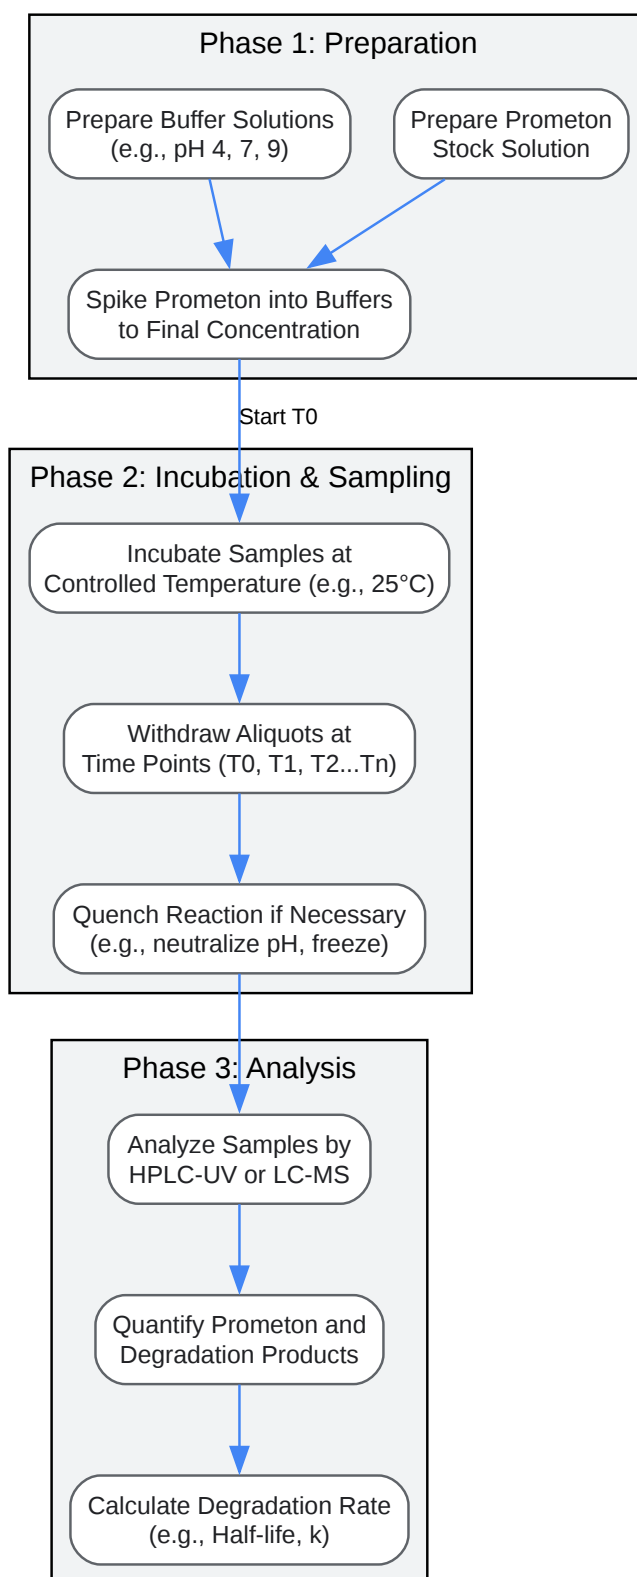 Phase 1: Preparation
Prepare Buffer Solutions
(e.g., pH 4, 7, 9)
Prepare Prometon
Stock Solution
Spike Prometon into Buffers
to Final Concentration
Start T0
Phase 2: Incubation & Sampling
Incubate Samples at
Controlled Temperature (e.g., 25°C)
Withdraw Aliquots at
Time Points (T0, T1, T2...Tn)
Quench Reaction if Necessary
(e.g., neutralize pH, freeze)
Phase 3: Analysis
Analyze Samples by
HPLC-UV or LC-MS
Quantify Prometon and
Degradation Products
Calculate Degradation Rate
(e.g., Half-life, k)